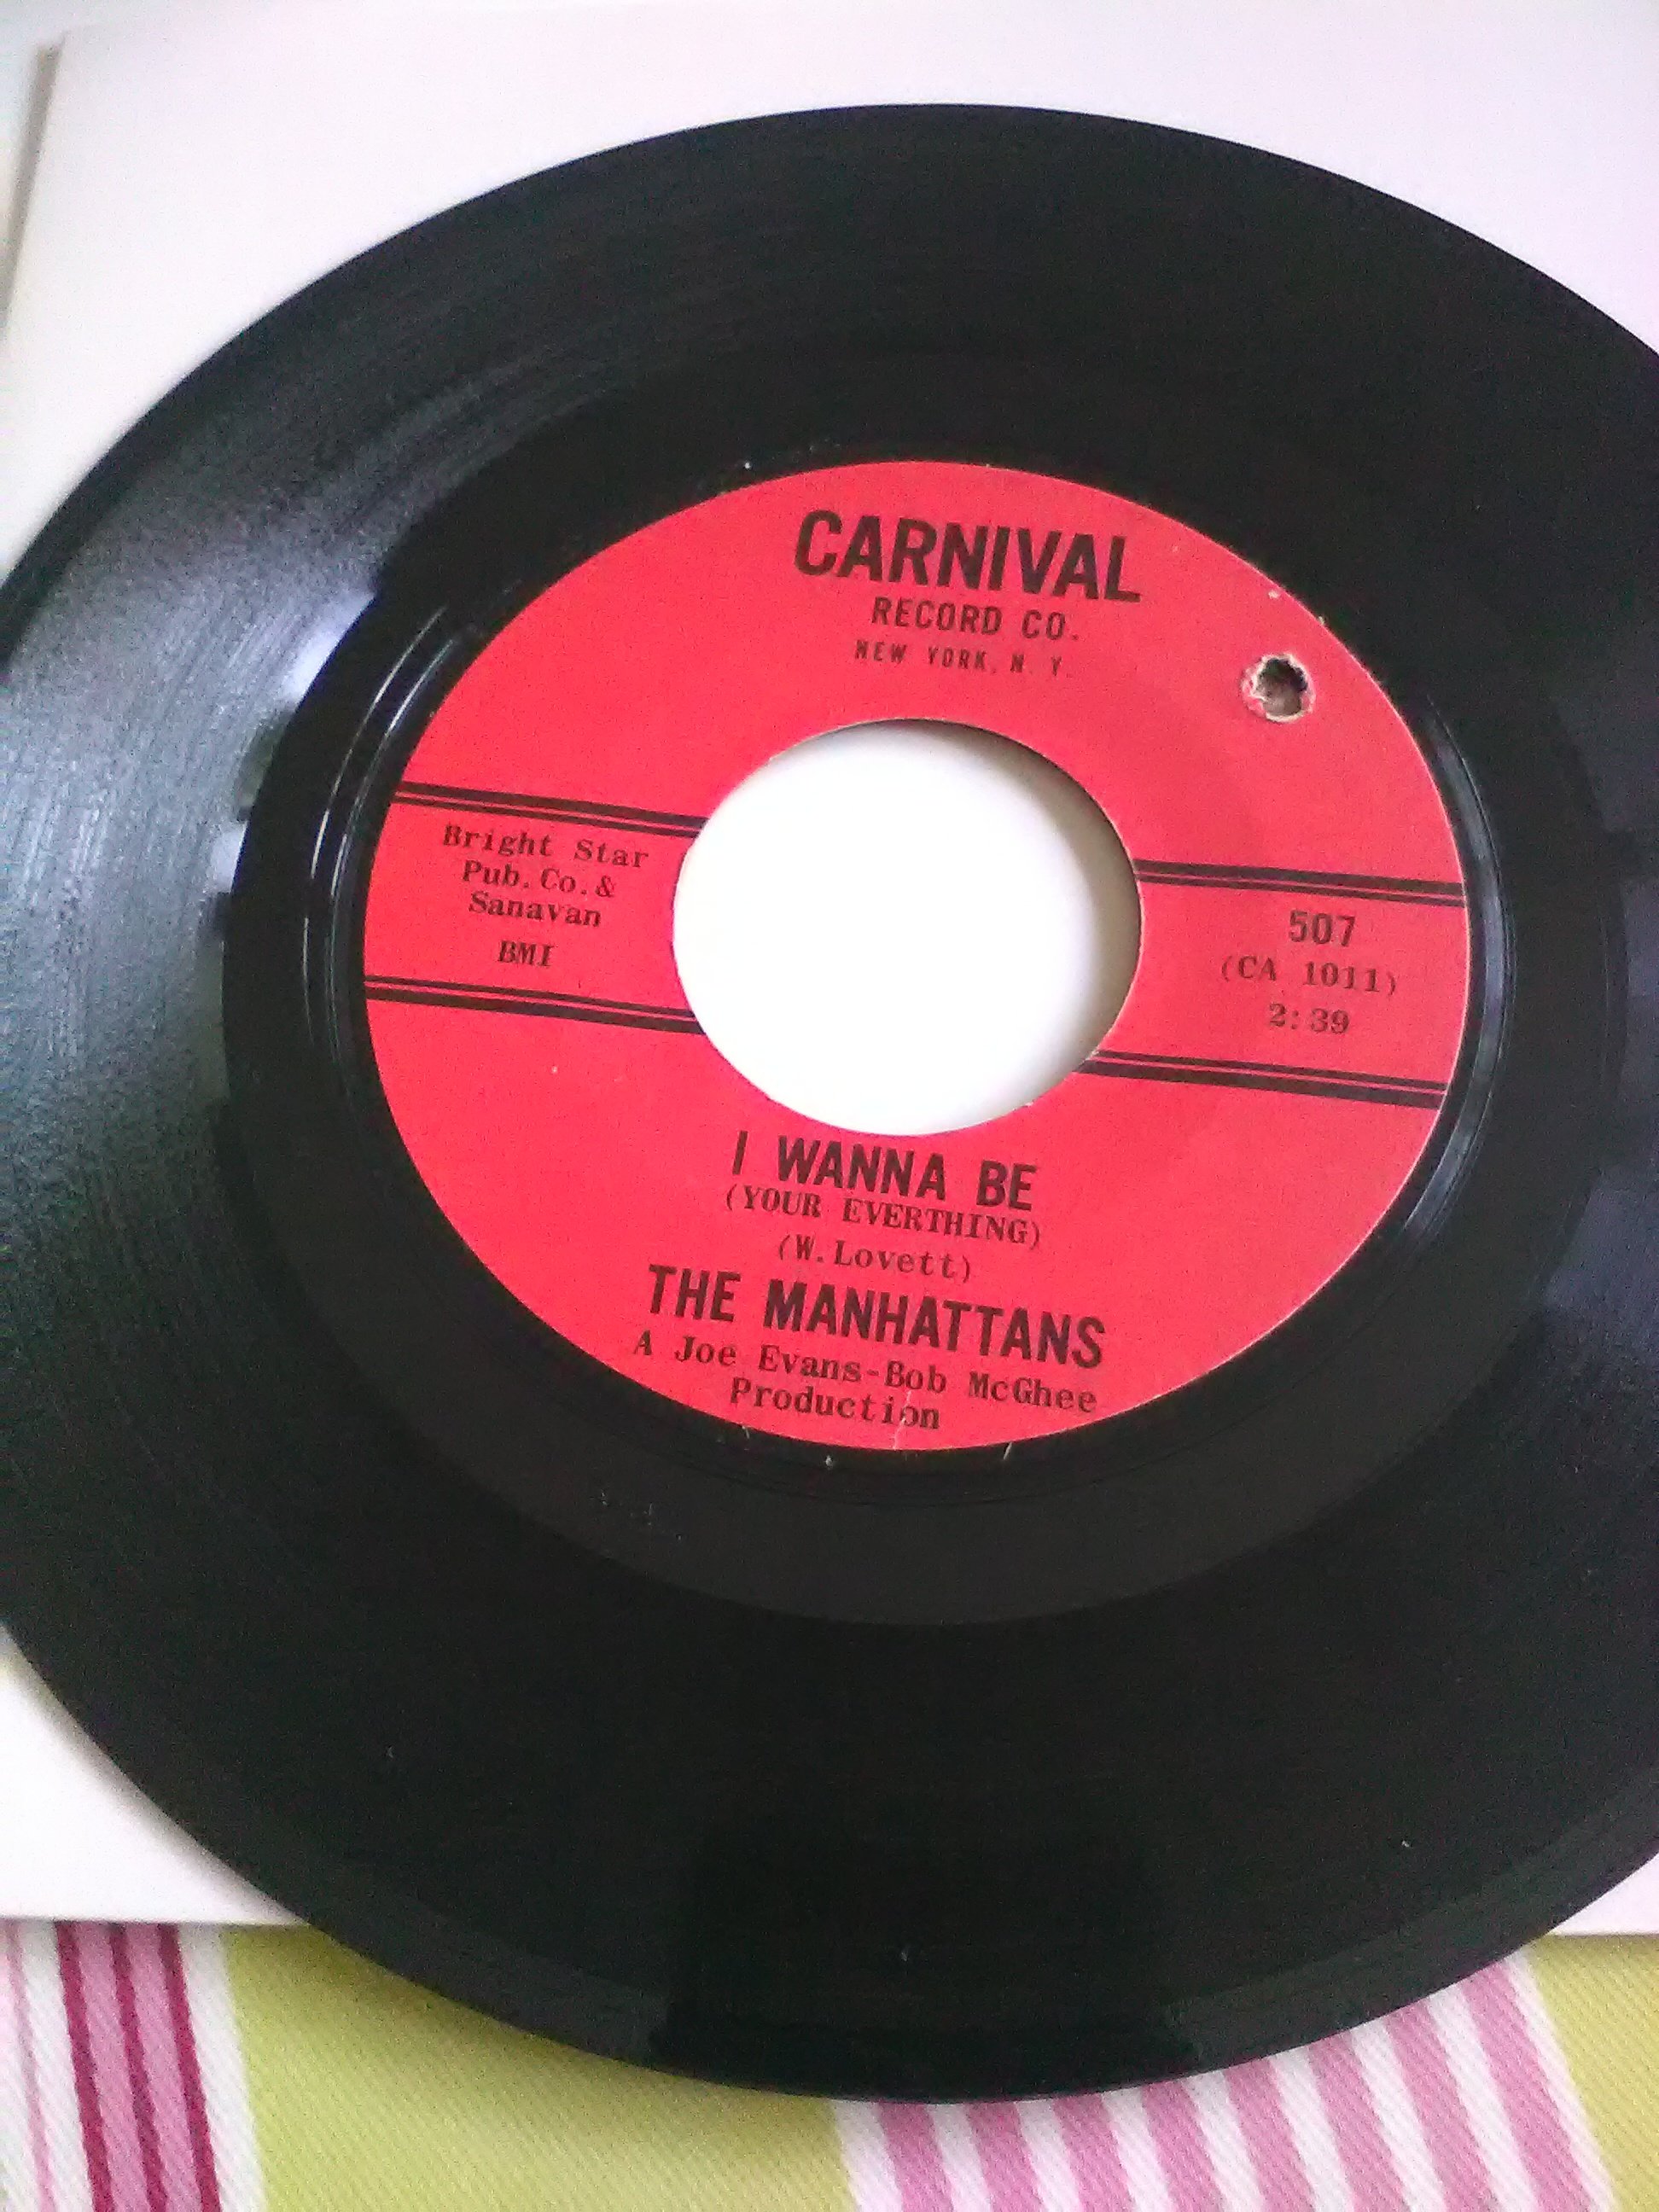 CARNIVAL
RECORD CO.
NEW YORK, N. Y.
Bright Star
Pub. Co. &
Sanavan
BMI
507
(CA 1011)
2:39
I WANNA BE
(YOUR EVERTHING)
(W. Lovett)
THE MANHATTANS
A Joe Evans-Bob McGhee
Production